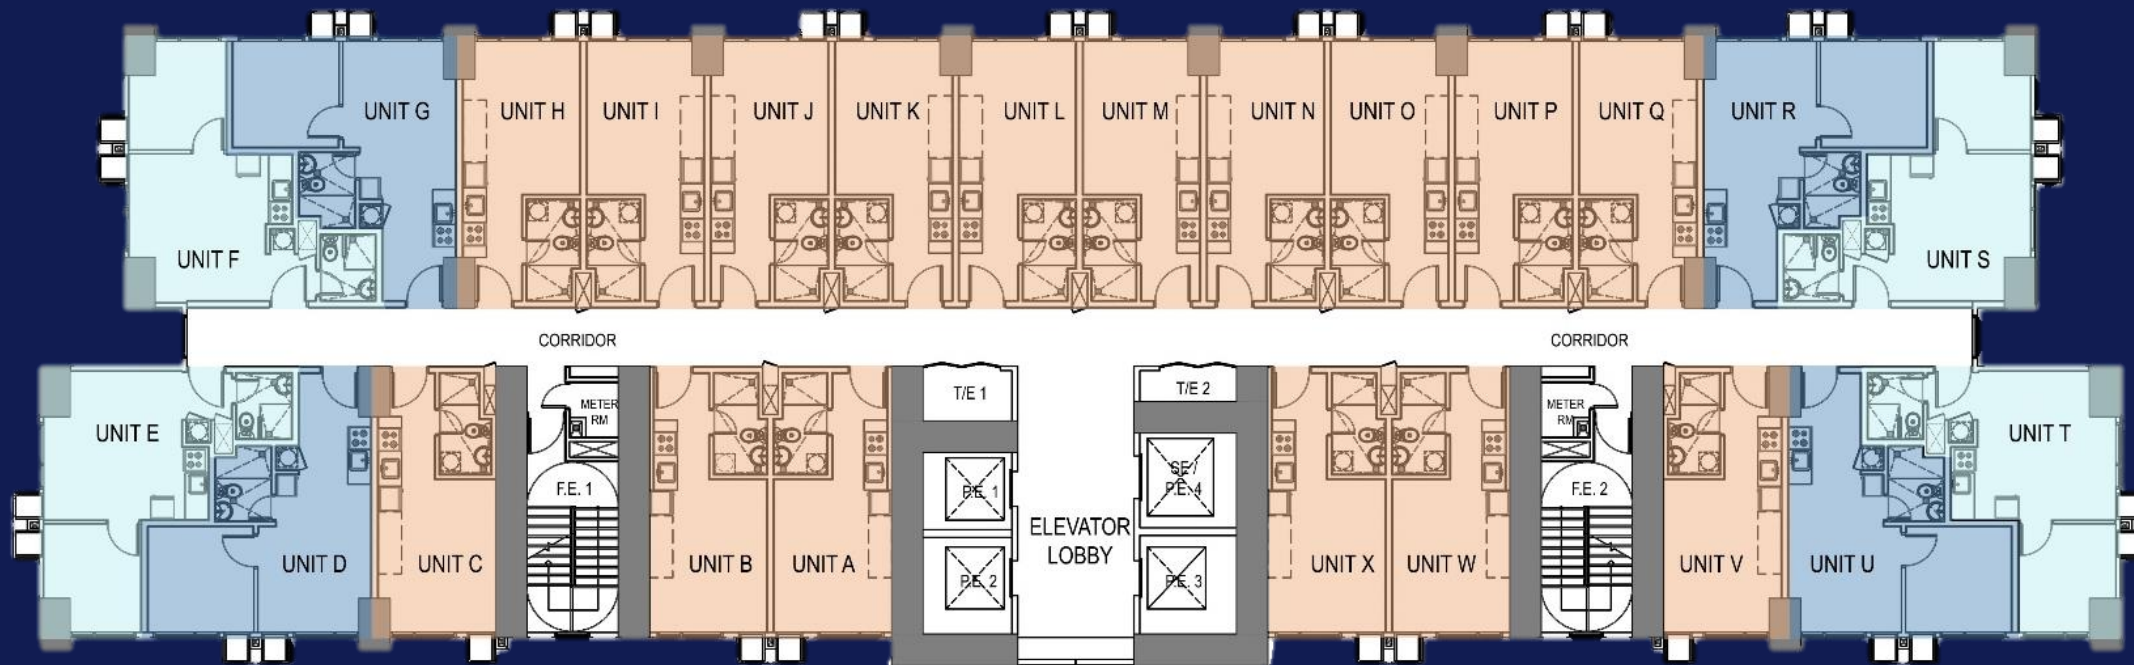 UNIT G
UNIT H
UNIT I
UNIT J
UNIT K
UNIT L
UNIT M
UNIT N
UNIT O
UNIT P
UNIT Q
UNIT R
UNIT F
UNIT S
CORRIDOR
CORRIDOR
T/E 1
T/E 2
METER
RM
METER
RM
UNIT E
UNIT T
F.E. 1
P.E. 1
SE /
P.E. 4
F.E. 2
ELEVATOR
LOBBY
UNIT D
UNIT C
UNIT B
UNIT A
P.E. 2
P.E. 3
UNIT X
UNIT W
UNIT V
UNIT U